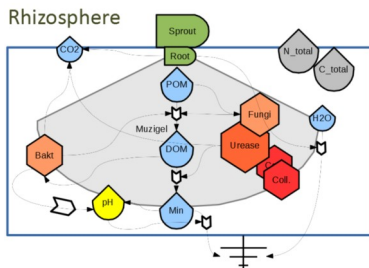 Rhizosphere
Sprout
Root
CO2
N_total
C_total
POM
Fungi
H2O
Muzigel
Bakt
DOM
Urease
Coll.
pH
Min